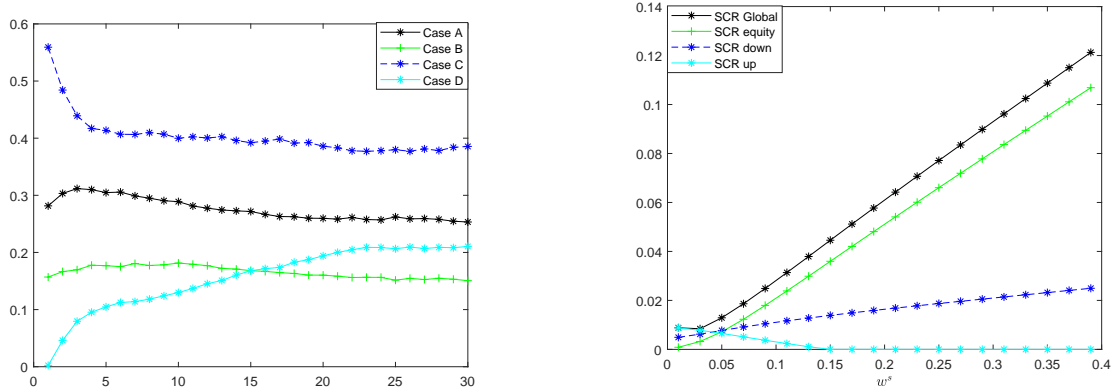 0.6
0.5
0.4
0.3
0.2
0.1
0
0 5 10 15 20 25 30
Case A
Case B
Case C
Case D
0.14
0.12
0.1
0.08
0.06
0.04
0.02
0
0 0.05 0.1 0.15 0.2 0.25 0.3 0.35 0.4
w^s
SCR Global
SCR equity
SCR down
SCR up